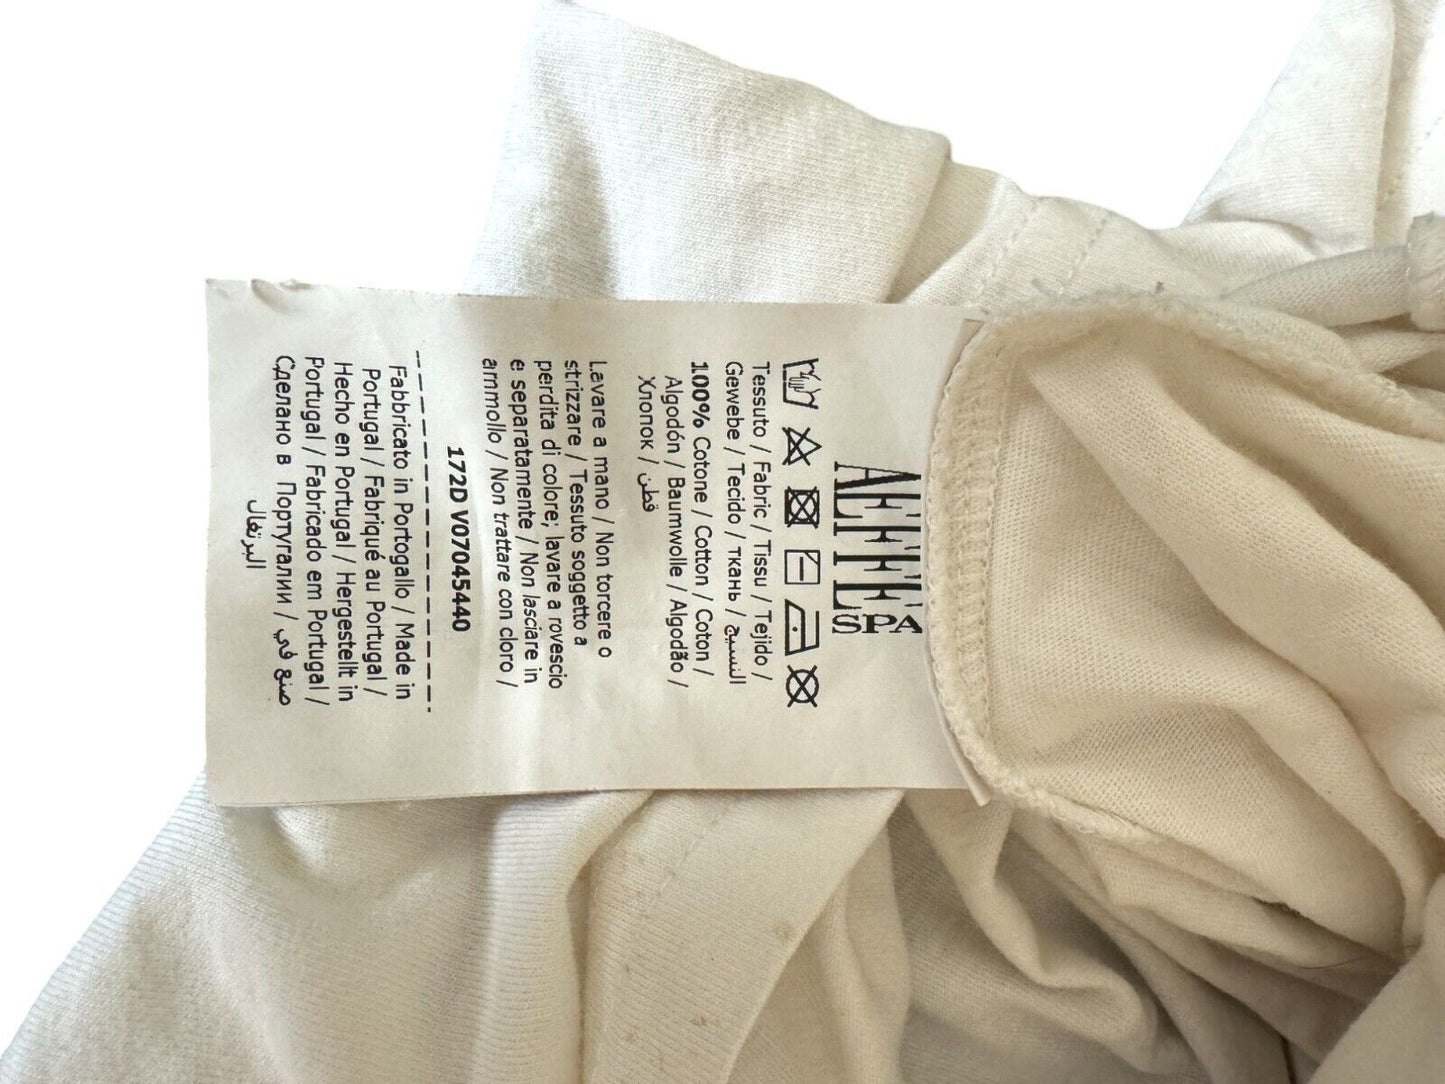 AEFFE
SPA
Tessuto / Fabric / Tissu / Tejido /
Gewebe / Tecido / ткань / النسيج
100% Cotone / Cotton / Coton /
Algodón / Baumwolle / Algodão /
Хлопок / قطن
Lavare a mano / Non torcere o
strizzare / Tessuto soggetto a
perdita di colore; lavare a rovescio
e separatamente / Non lasciare in
ammollo / Non trattare con cloro /
172D V07045440
Fabbricato in Portogallo / Made in
Portugal / Fabriqué au Portugal /
Hecho en Portugal / Hergestellt in
Portugal / Fabricado em Portugal /
Сделано в Португалии / صنع في
البرتغال